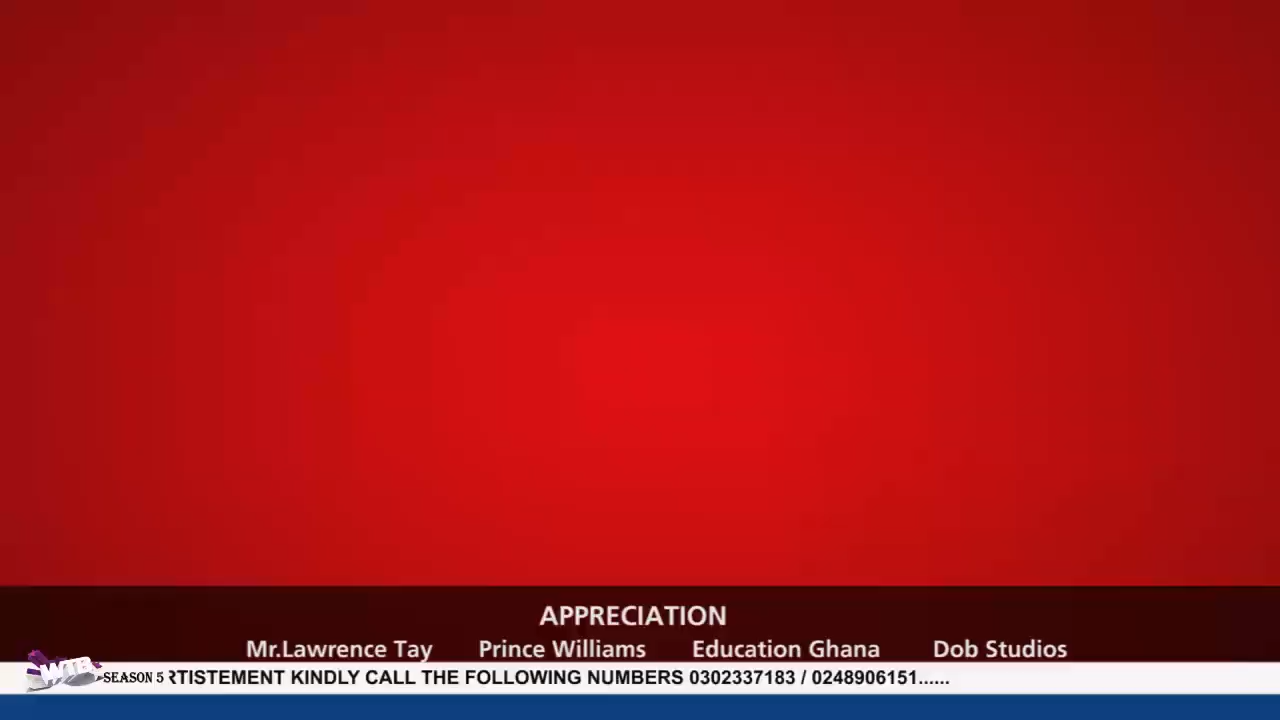 APPRECIATION
Mr.Lawrence Tay Prince Williams Education Ghana Dob Studios
WTB SEASON 5 RTISTEMENT KINDLY CALL THE FOLLOWING NUMBERS 0302337183 / 0248906151......